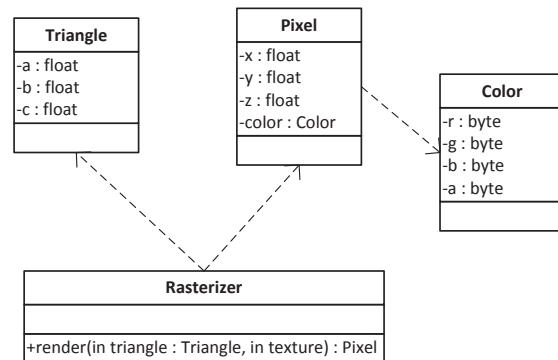 Triangle
-a : float
-b : float
-c : float
Pixel
-x : float
-y : float
-z : float
-color : Color
Color
-r : byte
-g : byte
-b : byte
-a : byte
Rasterizer
+render(in triangle : Triangle, in texture) : Pixel